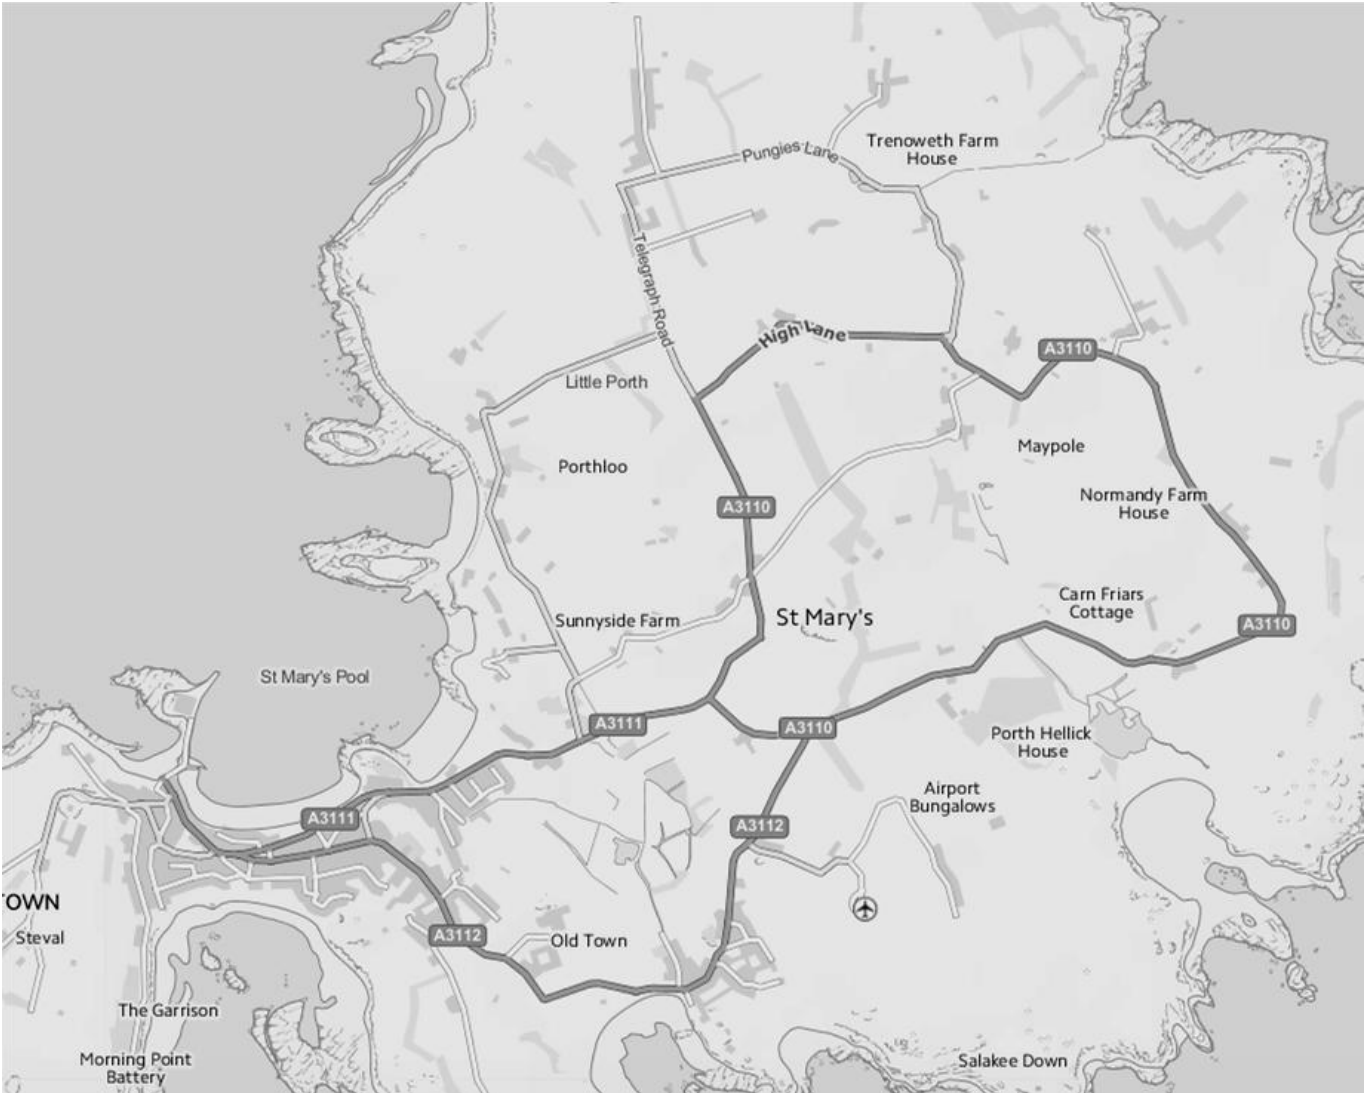 Trenoweth Farm
House
Pungies Lane
Telegraph Road
High Lane
A3110
Little Porth
Maypole
Porthloo
Normandy Farm
House
A3110
Carn Friars
Cottage
St Mary's
Sunnyside Farm
A3110
St Mary's Pool
A3111
A3110
Porth Hellick
House
Airport
Bungalows
A3111
A3112
TOWN
Steval
A3112
Old Town
The Garrison
Morning Point
Battery
Salakee Down